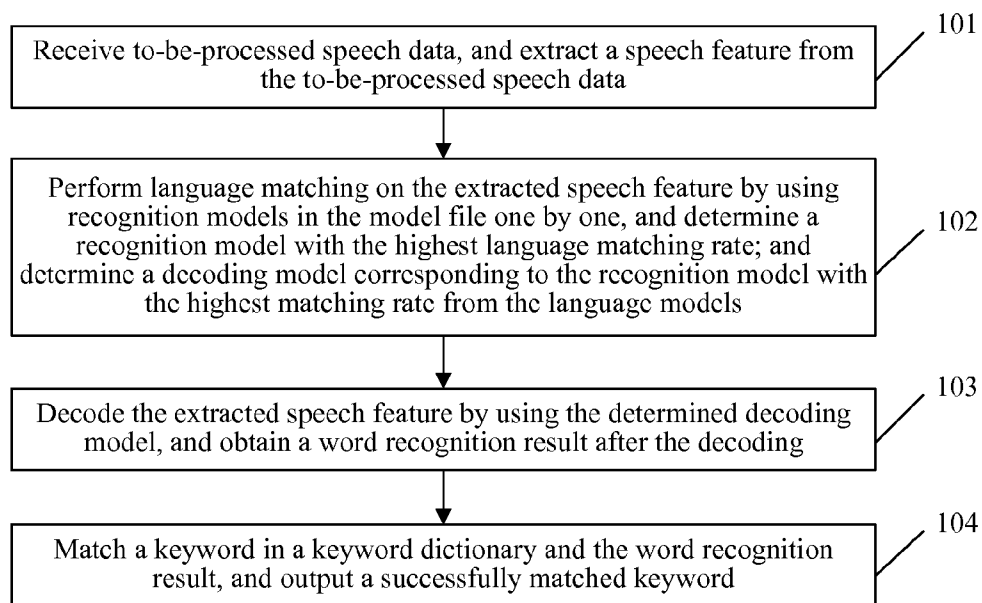 101
Receive to-be-processed speech data, and extract a speech feature from
the to-be-processed speech data
102
Perform language matching on the extracted speech feature by using
recognition models in the model file one by one, and determine a
recognition model with the highest language matching rate; and
determine a decoding model corresponding to the recognition model with
the highest matching rate from the language models
103
Decode the extracted speech feature by using the determined decoding
model, and obtain a word recognition result after the decoding
104
Match a keyword in a keyword dictionary and the word recognition
result, and output a successfully matched keyword